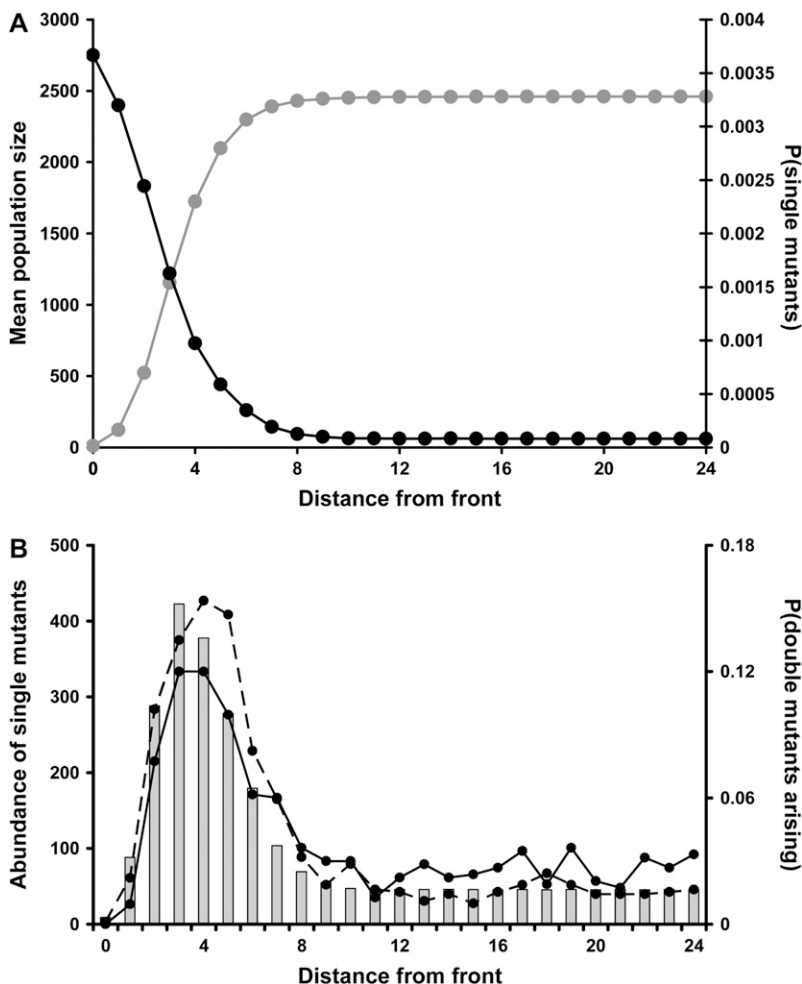 A
3000
2500
2000
1500
1000
500
0
Mean population size
0.004
0.0035
0.003
0.0025
0.002
0.0015
0.001
0.0005
0
P(single mutants)
0 4 8 12 16 20 24
Distance from front
B
500
400
300
200
100
0
Abundance of single mutants
0.18
0.12
0.06
0
P(double mutants arising)
0 4 8 12 16 20 24
Distance from front